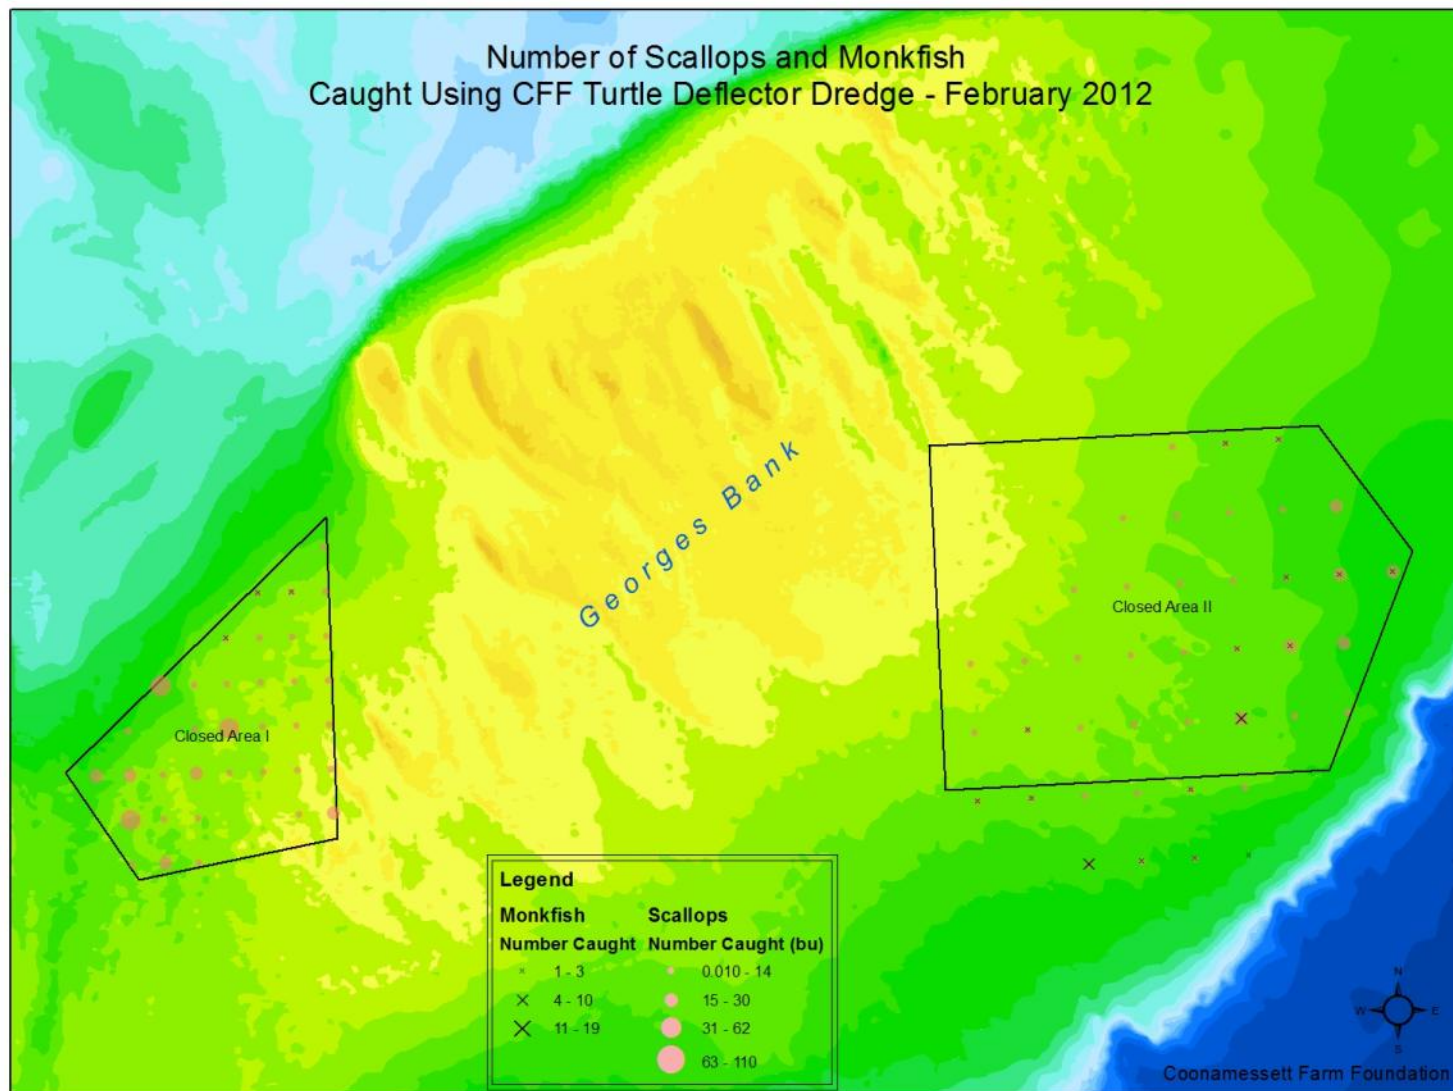 Number of Scallops and Monkfish
Caught Using CFF Turtle Deflector Dredge - February 2012
Georges Bank
Closed Area II
Closed Area I
Legend
Monkfish Scallops
Number Caught Number Caught (bu)
1 - 3 0.010 - 14
4 - 10 15 - 30
11 - 19 31 - 62
63 - 110
N
W E
S
Coonamessett Farm Foundation